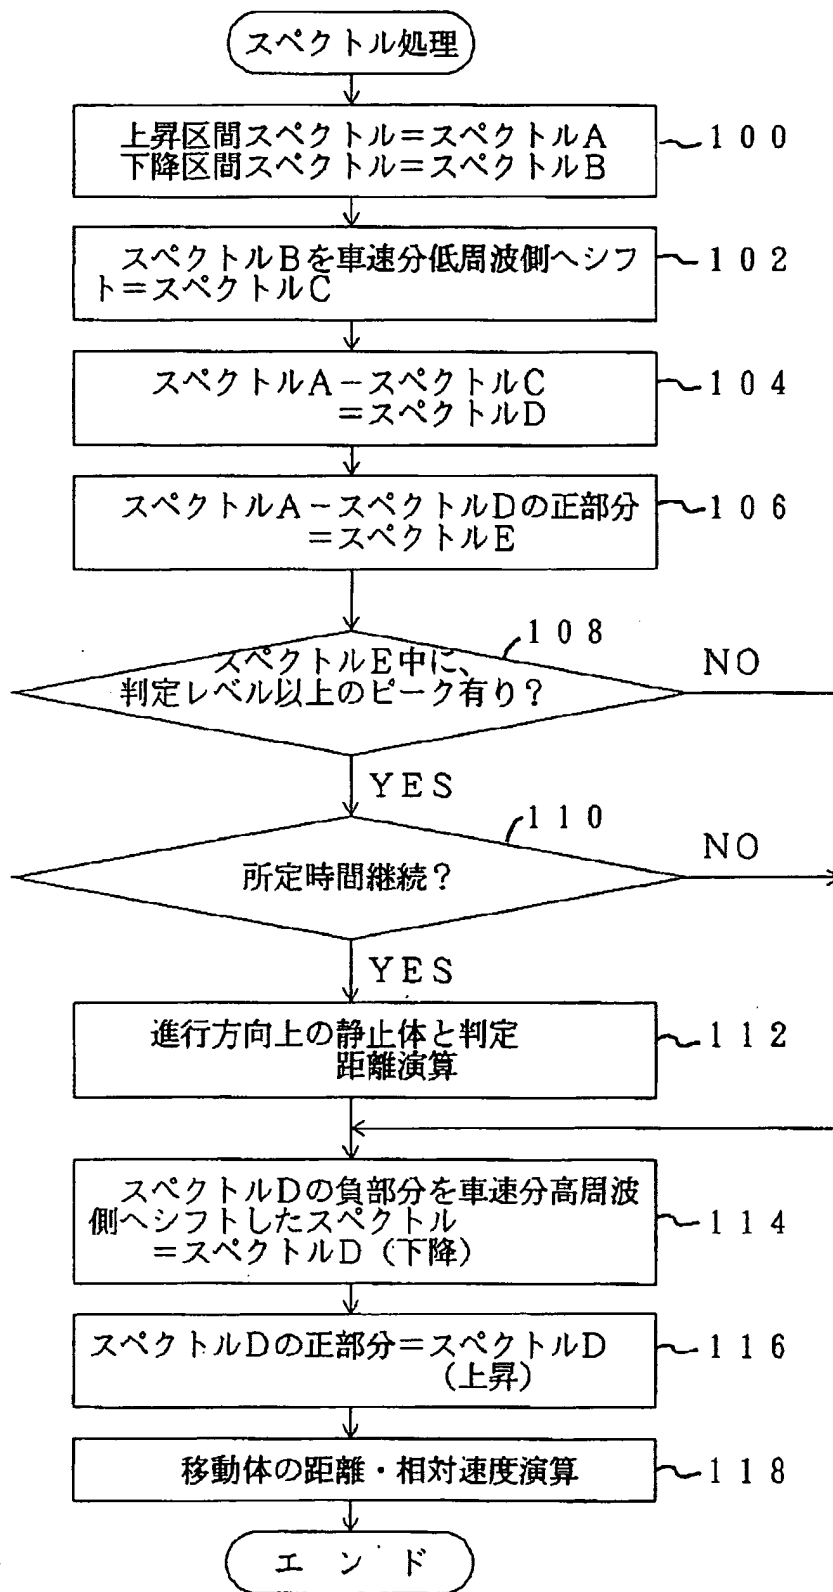 スペクトル処理
上昇区間スペクトル＝スペクトルA
下降区間スペクトル＝スペクトルB
100
スペクトルBを車速分低周波側へシフ
ト＝スペクトルC
102
スペクトルA－スペクトルC
＝スペクトルD
104
スペクトルA－スペクトルDの正部分
＝スペクトルE
106
スペクトルE中に、
判定レベル以上のピーク有り？
108
NO
YES
所定時間継続？
110
NO
YES
進行方向上の静止体と判定
距離演算
112
スペクトルDの負部分を車速分高周波
側へシフトしたスペクトル
＝スペクトルD（下降）
114
スペクトルDの正部分＝スペクトルD
（上昇）
116
移動体の距離・相対速度演算
118
エンド